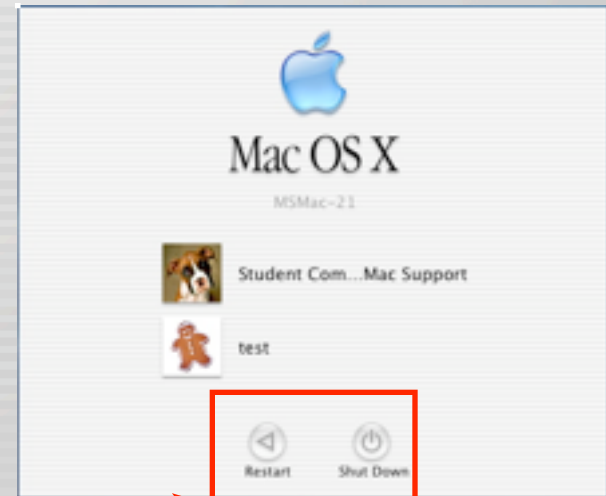 Mac OS X
MSMac-21
Student Com...Mac Support
test
Restart Shut Down